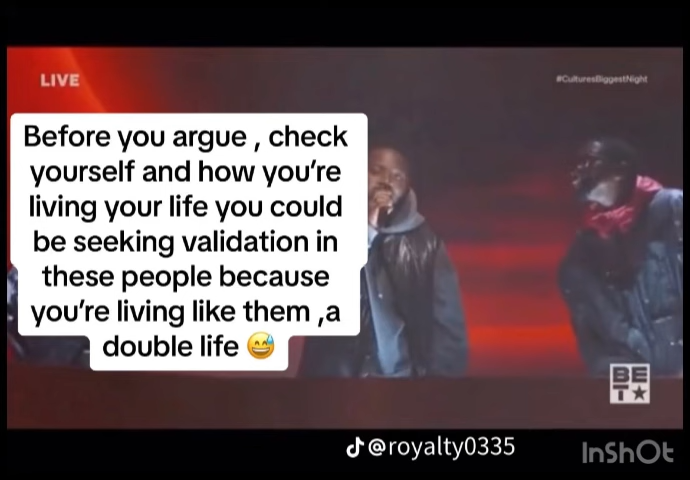 LIVE
#CulturesBiggestNight
Before you argue , check
yourself and how you’re
living your life you could
be seeking validation in
these people because
you’re living like them ,a
double life 😅
BE
T★
@royalty0335
InShOt